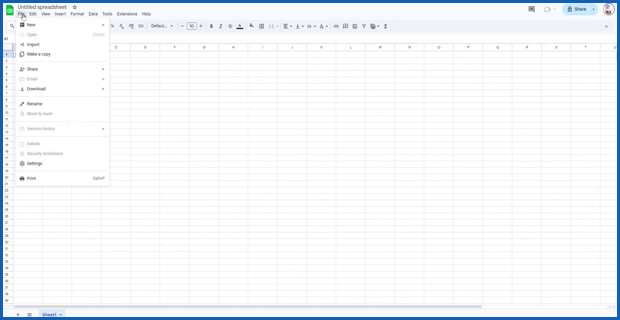 Untitled spreadsheet
File Edit View Insert Format Data Tools Extensions Help
Share
New
Default...
10
B
A
Open
Import
Make a copy
Share
Email
Download
Rename
Move to trash
Version history
Details
Security limitations
Settings
Print Ctrl+P
Sheet1